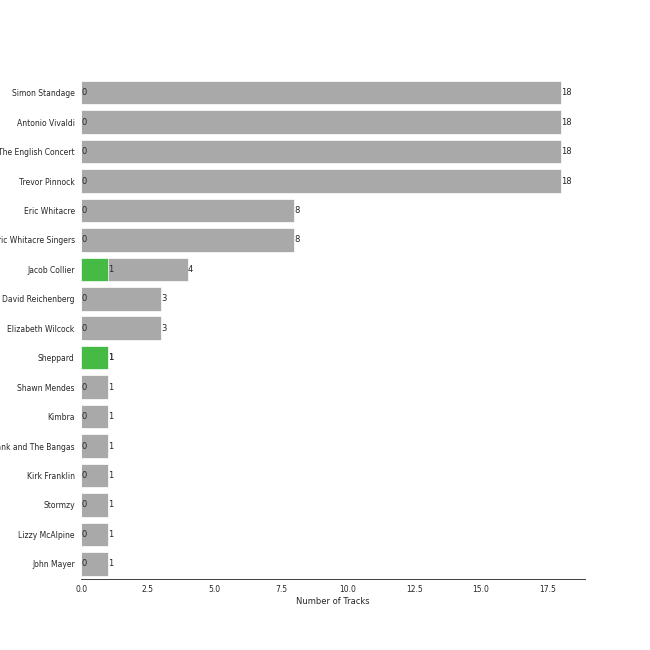 Simon Standage 0 18
Antonio Vivaldi 0 18
The English Concert 0 18
Trevor Pinnock 0 18
Eric Whitacre 0 8
ric Whitacre Singers 0 8
Jacob Collier 1 4
David Reichenberg 0 3
Elizabeth Wilcock 0 3
Sheppard 1
Shawn Mendes 0 1
Kimbra 0 1
nk and The Bangas 0 1
Kirk Franklin 0 1
Stormzy 0 1
Lizzy McAlpine 0 1
John Mayer 0 1
0.0 2.5 5.0 7.5 10.0 12.5 15.0 17.5
Number of Tracks